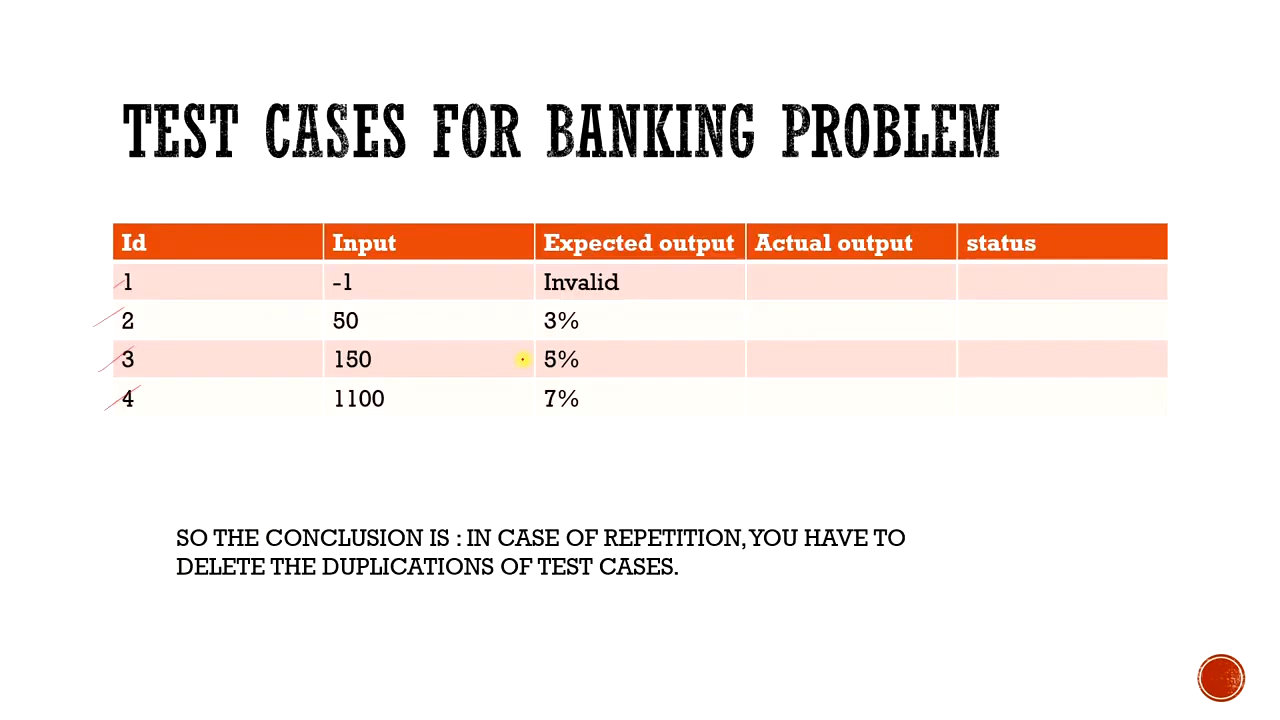 TEST CASES FOR BANKING PROBLEM
Id Input Expected output Actual output status
1 -1 Invalid
2 50 3%
3 150 5%
4 1100 7%
SO THE CONCLUSION IS : IN CASE OF REPETITION, YOU HAVE TO
DELETE THE DUPLICATIONS OF TEST CASES.